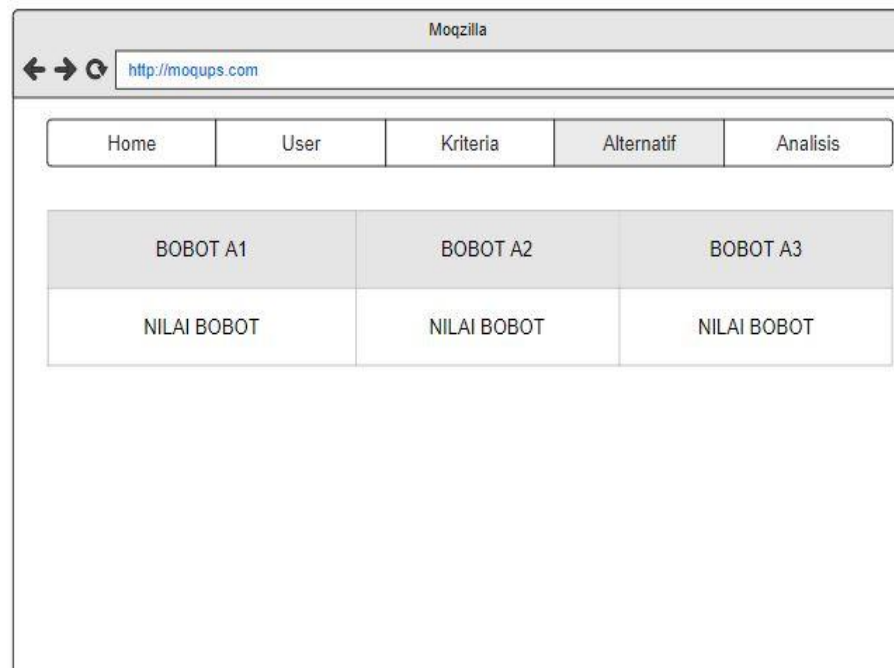 Moqzilla
http://moqups.com
Home User Kriteria Alternatif Analisis
BOBOT A1 BOBOT A2 BOBOT A3
NILAI BOBOT NILAI BOBOT NILAI BOBOT